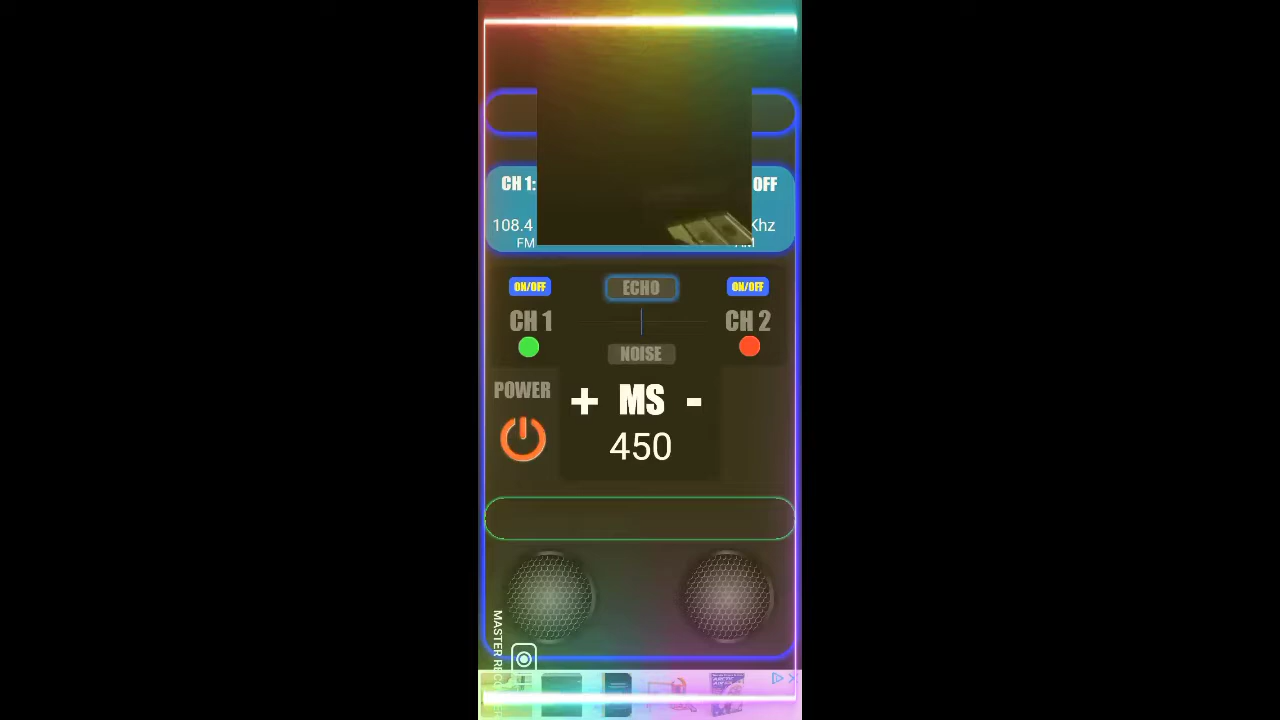 CH 1: OFF
108.4 Khz
FM AM
ON/OFF ECHO ON/OFF
CH 1 CH 2
NOISE
POWER + MS -
450
MASTER